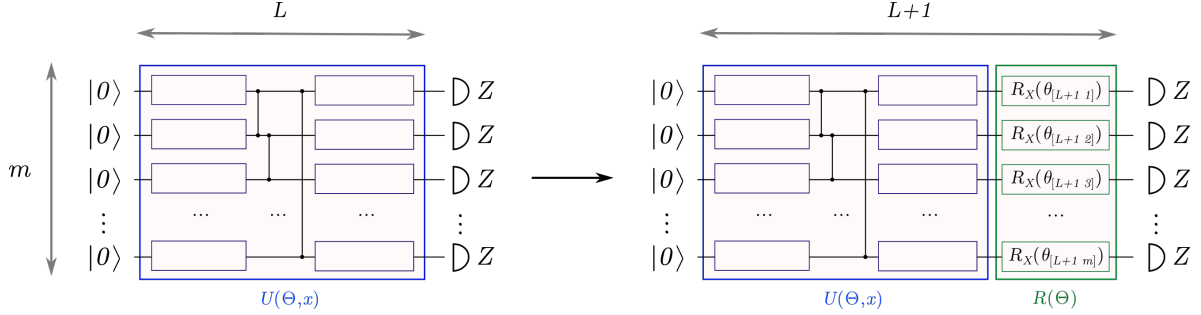 L
L+1
|0⟩ Z |0⟩ R_X(θ_[L+1 1]) Z
|0⟩ Z |0⟩ R_X(θ_[L+1 2]) Z
m |0⟩ Z |0⟩ R_X(θ_[L+1 3]) Z
⋮ ... ... ... ⋮ ⋮ ... ... ... ... ⋮
|0⟩ Z |0⟩ R_X(θ_[L+1 m]) Z
U(Θ,x) U(Θ,x) R(Θ)